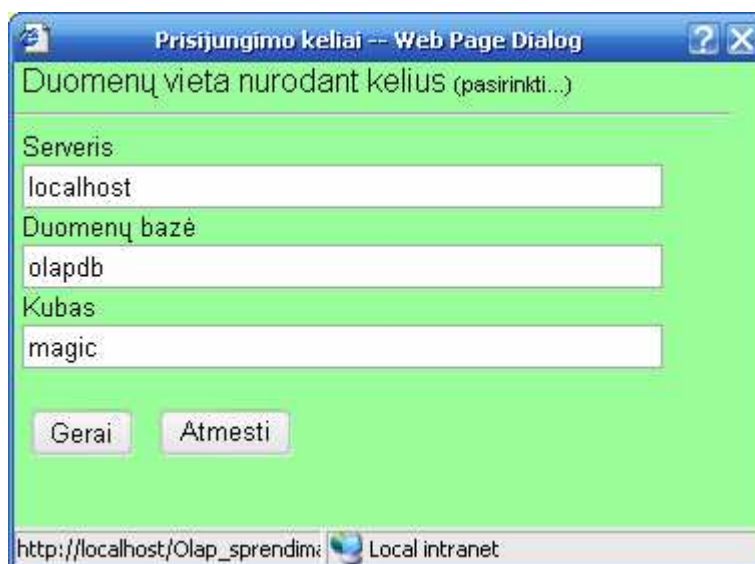 Prisijungimo keliai -- Web Page Dialog
Duomenų vieta nurodant kelius (pasirinkti...)
Serveris
localhost
Duomenų bazė
olapdb
Kubas
magic
Gerai Atmesti
http://localhost/Olap_sprendima Local intranet